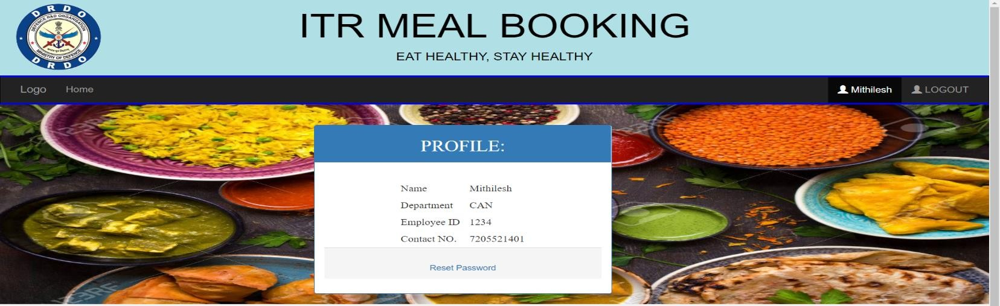 DRDO
DEFENCE R&D ORGANISATION
MINISTRY OF DEFENCE
DRDO
ITR MEAL BOOKING
EAT HEALTHY, STAY HEALTHY
Logo Home Mithilesh LOGOUT
PROFILE:
Name Mithilesh
Department CAN
Employee ID 1234
Contact NO. 7205521401
Reset Password